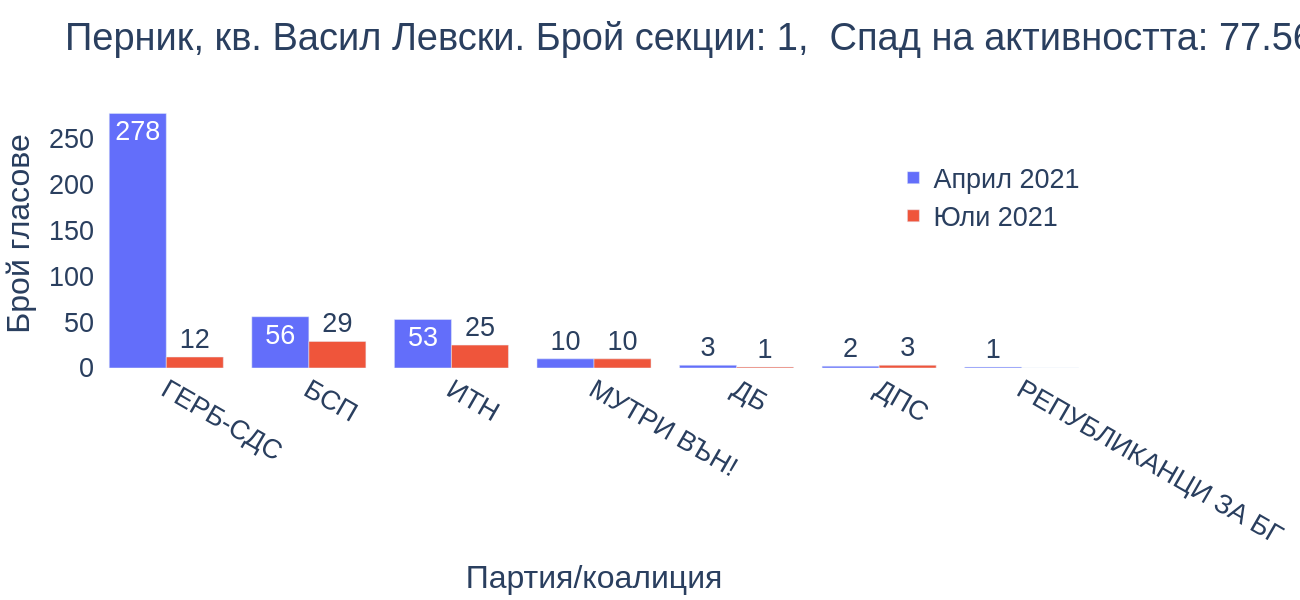 Перник, кв. Васил Левски. Брой секции: 1,  Спад на активността: 77.56
Брой гласове
250
200
150
100
50
0
278
12
56
29
53
25
10
10
3
1
2
3
1
Април 2021
Юли 2021
ГЕРБ-СДС
БСП
ИТН
МУТРИ ВЪН!
ДБ
ДПС
РЕПУБЛИКАНЦИ ЗА БГ
Партия/коалиция